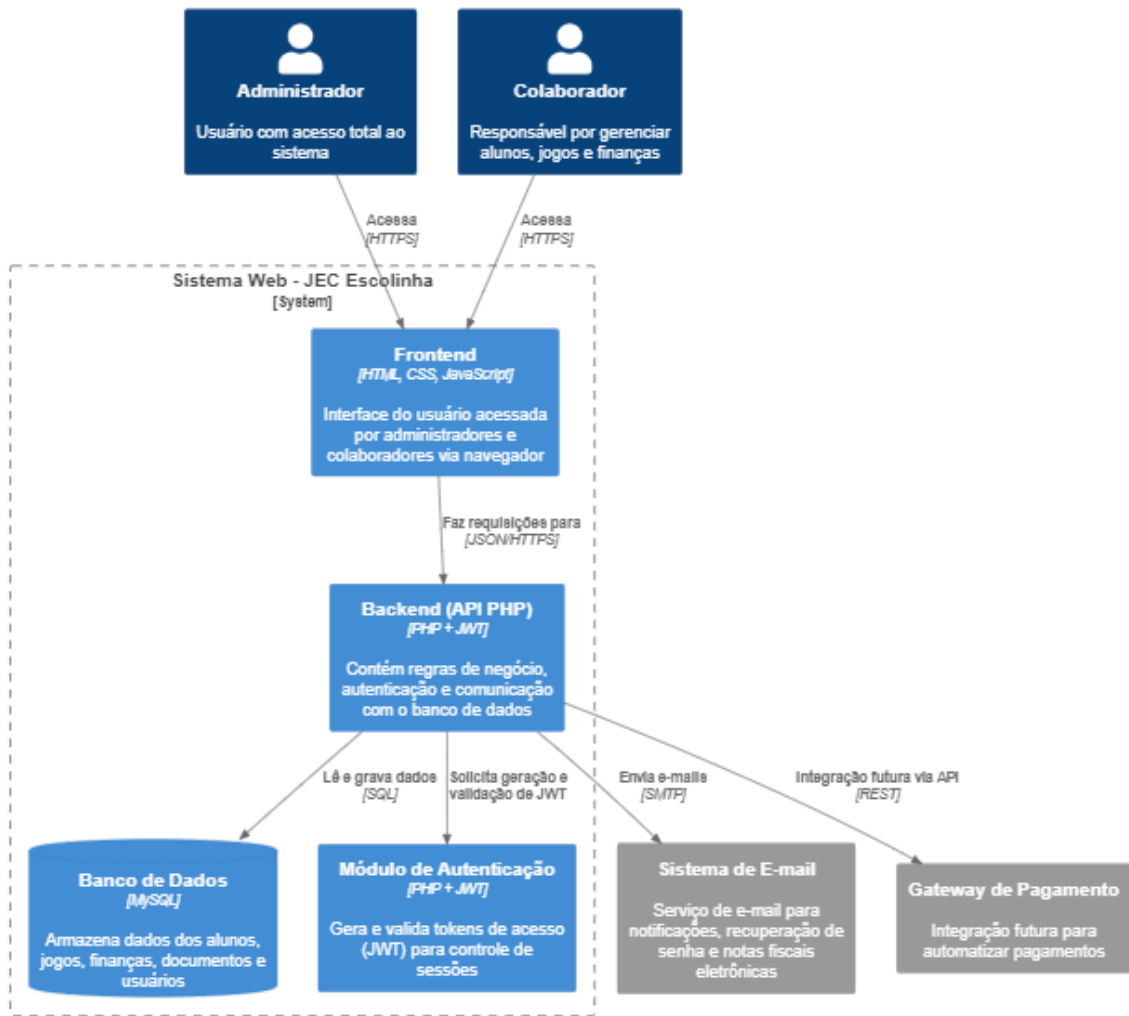 Administrador
Usuário com acesso total ao
sistema
Colaborador
Responsável por gerenciar
alunos, jogos e finanças
Acessa
[HTTPS]
Acessa
[HTTPS]
Sistema Web - JEC Escolinha
[System]
Frontend
[HTML, CSS, JavaScript]
Interface do usuário acessada
por administradores e
colaboradores via navegador
Faz requisições para
[JSON/HTTPS]
Backend (API PHP)
[PHP + JWT]
Contém regras de negócio,
autenticação e comunicação
com o banco de dados
Lê e grava dados
[SQL]
Solicita geração e
validação de JWT
Envia e-mails
[SMTP]
Integração futura via API
[REST]
Banco de Dados
[MySQL]
Armazena dados dos alunos,
jogos, finanças, documentos e
usuários
Módulo de Autenticação
[PHP + JWT]
Gera e valida tokens de acesso
(JWT) para controle de
sessões
Sistema de E-mail
Serviço de e-mail para
notificações, recuperação de
senha e notas fiscais
eletrônicas
Gateway de Pagamento
Integração futura para
automatizar pagamentos